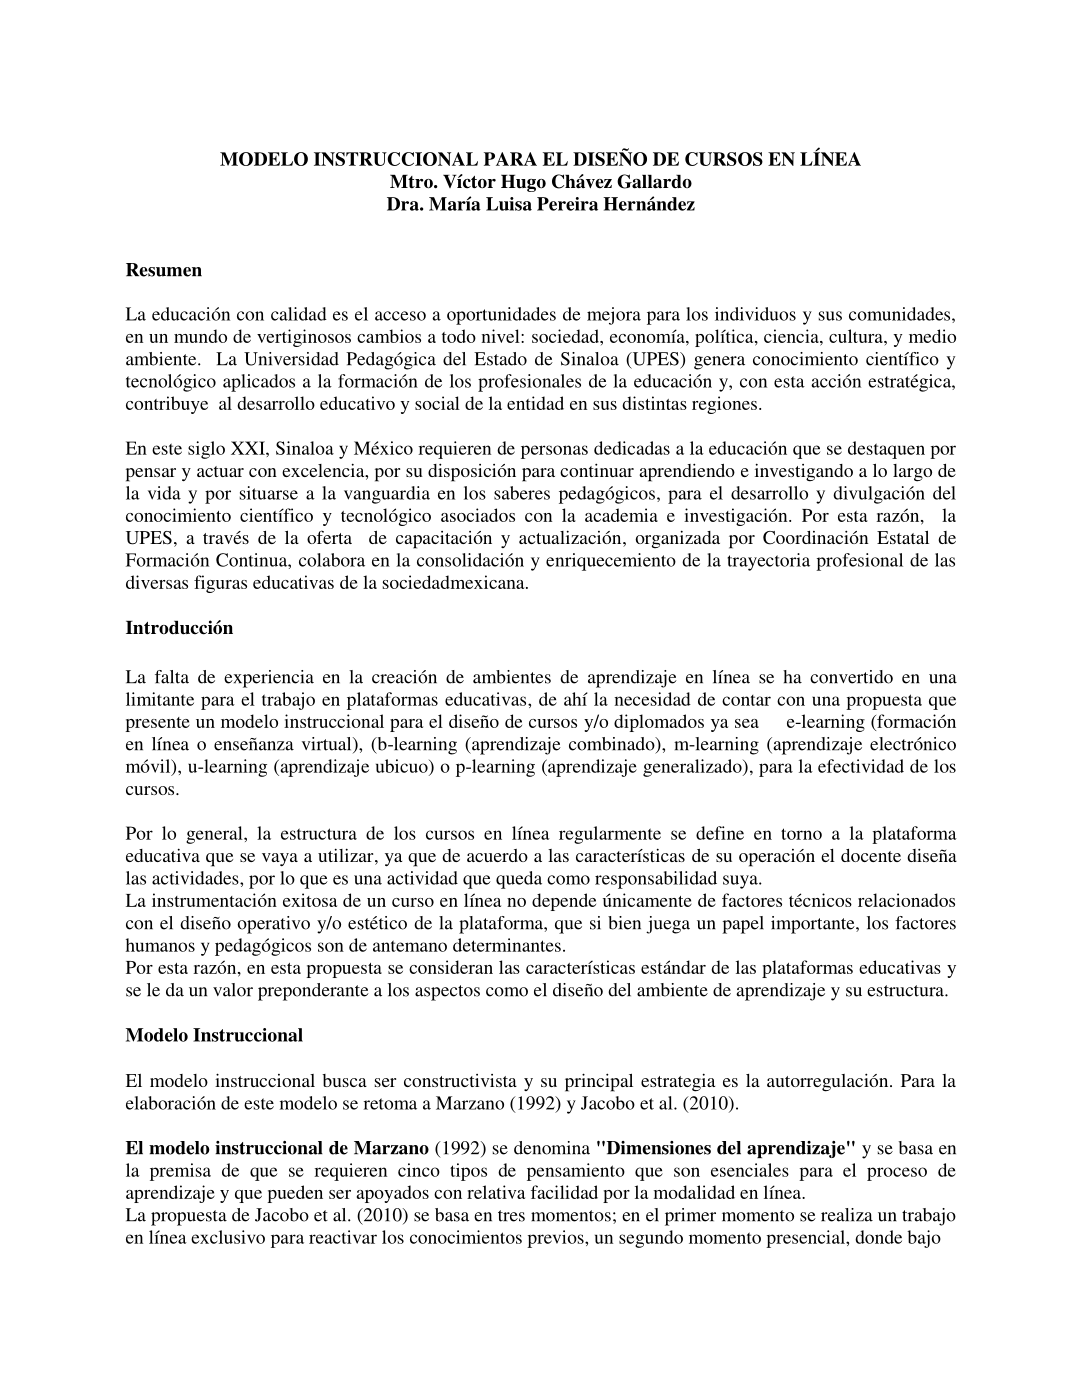 MODELO INSTRUCCIONAL PARA EL DISEÑO DE CURSOS EN LÍNEA
Mtro. Víctor Hugo Chávez Gallardo
Dra. María Luisa Pereira Hernández
Resumen
La educación con calidad es el acceso a oportunidades de mejora para los individuos y sus comunidades,
en un mundo de vertiginosos cambios a todo nivel: sociedad, economía, política, ciencia, cultura, y medio
ambiente. La Universidad Pedagógica del Estado de Sinaloa (UPES) genera conocimiento científico y
tecnológico aplicados a la formación de los profesionales de la educación y, con esta acción estratégica,
contribuye al desarrollo educativo y social de la entidad en sus distintas regiones.
En este siglo XXI, Sinaloa y México requieren de personas dedicadas a la educación que se destaquen por
pensar y actuar con excelencia, por su disposición para continuar aprendiendo e investigando a lo largo de
la vida y por situarse a la vanguardia en los saberes pedagógicos, para el desarrollo y divulgación del
conocimiento científico y tecnológico asociados con la academia e investigación. Por esta razón, la
UPES, a través de la oferta de capacitación y actualización, organizada por Coordinación Estatal de
Formación Continua, colabora en la consolidación y enriquecemiento de la trayectoria profesional de las
diversas figuras educativas de la sociedadmexicana.
Introducción
La falta de experiencia en la creación de ambientes de aprendizaje en línea se ha convertido en una
limitante para el trabajo en plataformas educativas, de ahí la necesidad de contar con una propuesta que
presente un modelo instruccional para el diseño de cursos y/o diplomados ya sea e-learning (formación
en línea o enseñanza virtual), (b-learning (aprendizaje combinado), m-learning (aprendizaje electrónico
móvil), u-learning (aprendizaje ubicuo) o p-learning (aprendizaje generalizado), para la efectividad de los
cursos.
Por lo general, la estructura de los cursos en línea regularmente se define en torno a la plataforma
educativa que se vaya a utilizar, ya que de acuerdo a las características de su operación el docente diseña
las actividades, por lo que es una actividad que queda como responsabilidad suya.
La instrumentación exitosa de un curso en línea no depende únicamente de factores técnicos relacionados
con el diseño operativo y/o estético de la plataforma, que si bien juega un papel importante, los factores
humanos y pedagógicos son de antemano determinantes.
Por esta razón, en esta propuesta se consideran las características estándar de las plataformas educativas y
se le da un valor preponderante a los aspectos como el diseño del ambiente de aprendizaje y su estructura.
Modelo Instruccional
El modelo instruccional busca ser constructivista y su principal estrategia es la autorregulación. Para la
elaboración de este modelo se retoma a Marzano (1992) y Jacobo et al. (2010).
El modelo instruccional de Marzano (1992) se denomina "Dimensiones del aprendizaje" y se basa en
la premisa de que se requieren cinco tipos de pensamiento que son esenciales para el proceso de
aprendizaje y que pueden ser apoyados con relativa facilidad por la modalidad en línea.
La propuesta de Jacobo et al. (2010) se basa en tres momentos; en el primer momento se realiza un trabajo
en línea exclusivo para reactivar los conocimientos previos, un segundo momento presencial, donde bajo